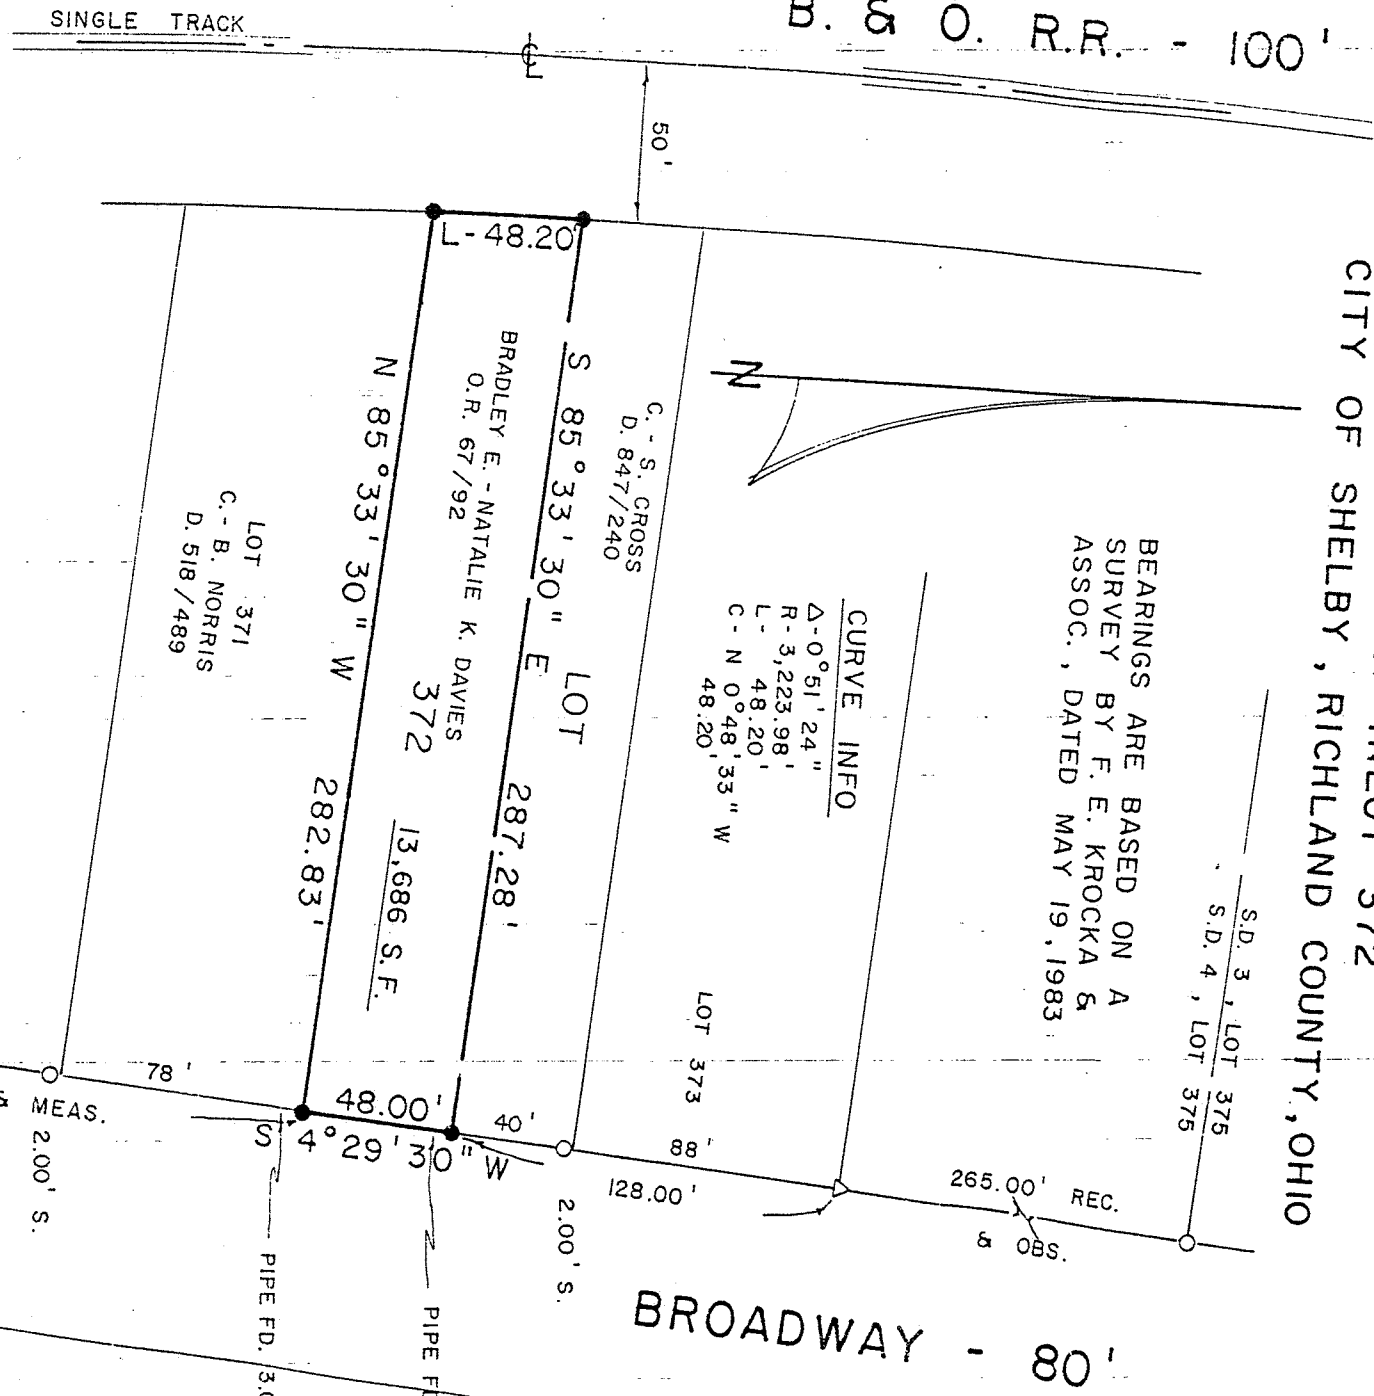 SINGLE TRACK
B. & O. R.R. - 100'
℄
50'
L-48.20'
N
CITY OF SHELBY, RICHLAND COUNTY, OHIO
372
BEARINGS ARE BASED ON A
SURVEY BY F. E. KROCKA &
ASSOC., DATED MAY 19, 1983
S.D. 3, LOT 375
S.D. 4, LOT 375
CURVE INFO
Δ-0°51'24"
R-3,223.98'
L- 48.20'
C- N 0°48'33" W
48.20'
C. - S. CROSS
D. 847/240
S 85°33'30" E
287.28'
BRADLEY E. - NATALIE K. DAVIES
O.R. 67/92
LOT
372
13,686 S.F.
N 85°33'30" W
282.83'
LOT 371
C. - B. NORRIS
D. 518/489
LOT 373
78'
48.00'
40'
88'
128.00'
265.00' REC.
& OBS.
S 4°29'30" W
& MEAS.
2.00' S.
2.00' S.
PIPE FD.
PIPE
BROADWAY - 80'